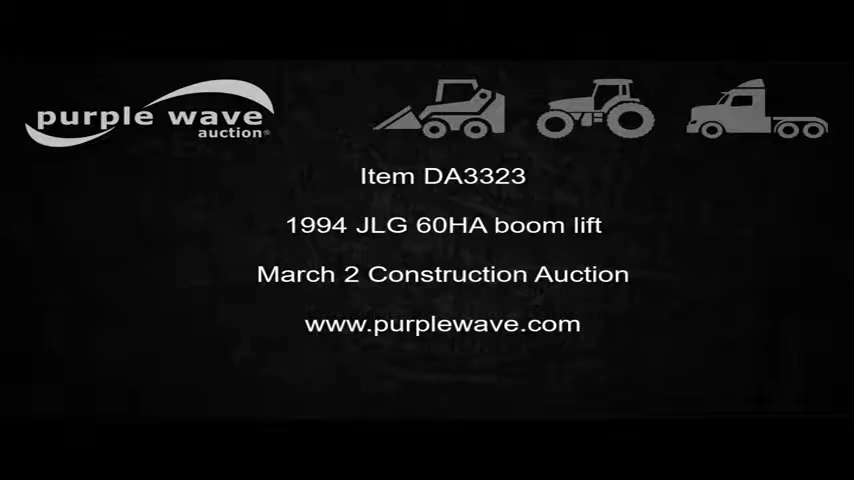 purple wave
auction®
Item DA3323
1994 JLG 60HA boom lift
March 2 Construction Auction
www.purplewave.com